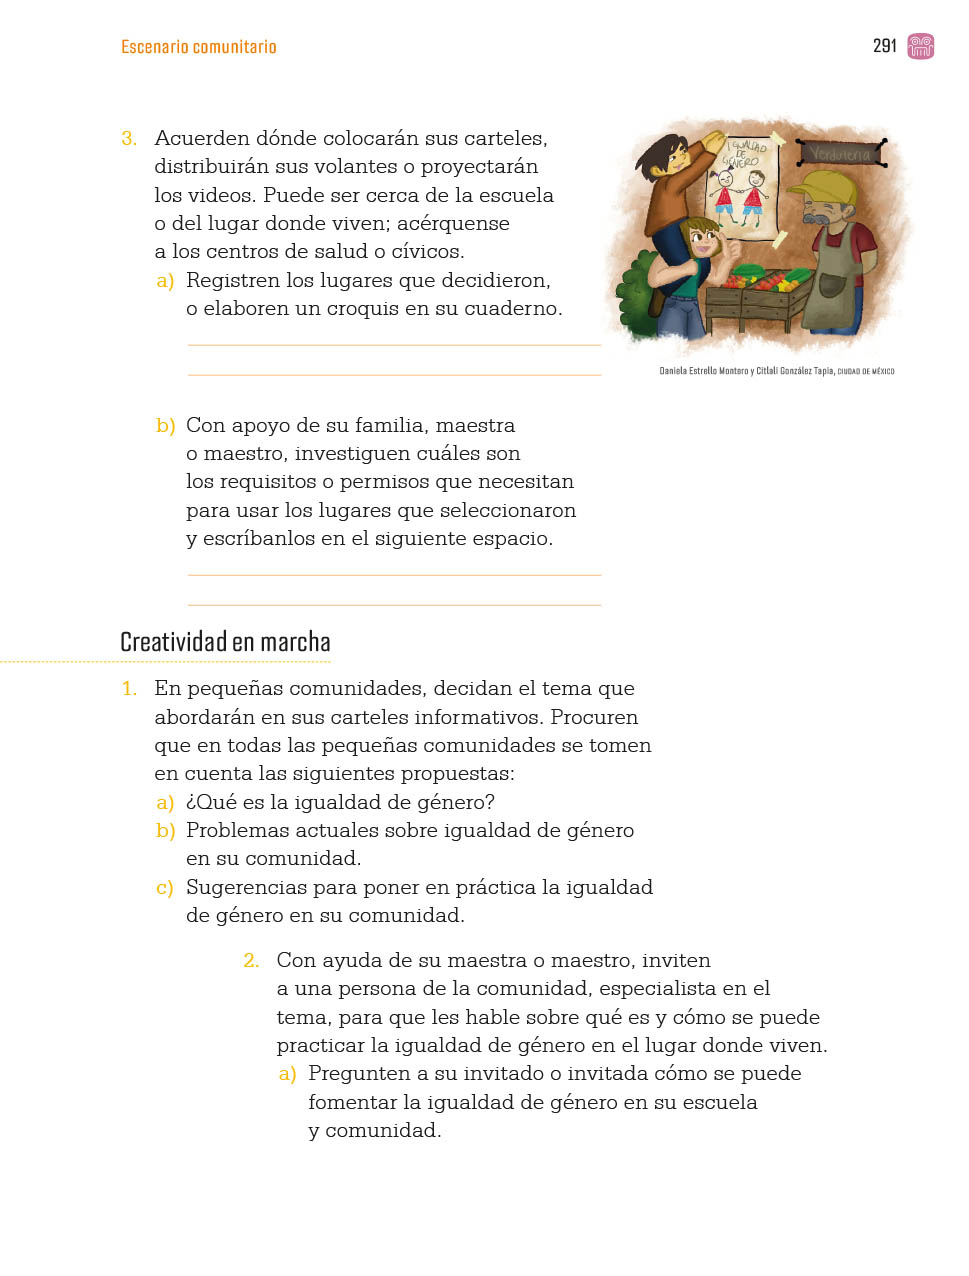 Escenario comunitario
291
3. Acuerden dónde colocarán sus carteles,
distribuirán sus volantes o proyectarán
los videos. Puede ser cerca de la escuela
o del lugar donde viven; acérquense
a los centros de salud o cívicos.
a) Registren los lugares que decidieron,
o elaboren un croquis en su cuaderno.
IGUALDAD
DE
GÉNERO
Verdulería
Daniela Estrello Montero y Citlali González Tapia, CIUDAD DE MÉXICO
b) Con apoyo de su familia, maestra
o maestro, investiguen cuáles son
los requisitos o permisos que necesitan
para usar los lugares que seleccionaron
y escríbanlos en el siguiente espacio.
Creatividad en marcha
1. En pequeñas comunidades, decidan el tema que
abordarán en sus carteles informativos. Procuren
que en todas las pequeñas comunidades se tomen
en cuenta las siguientes propuestas:
a) ¿Qué es la igualdad de género?
b) Problemas actuales sobre igualdad de género
en su comunidad.
c) Sugerencias para poner en práctica la igualdad
de género en su comunidad.
2. Con ayuda de su maestra o maestro, inviten
a una persona de la comunidad, especialista en el
tema, para que les hable sobre qué es y cómo se puede
practicar la igualdad de género en el lugar donde viven.
a) Pregunten a su invitado o invitada cómo se puede
fomentar la igualdad de género en su escuela
y comunidad.